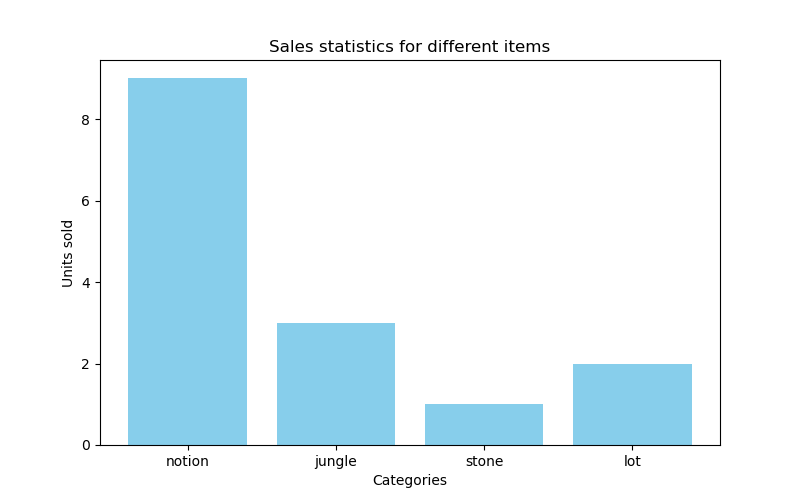 Sales statistics for different items
8
6
4
2
0
Units sold
notion jungle stone lot
Categories